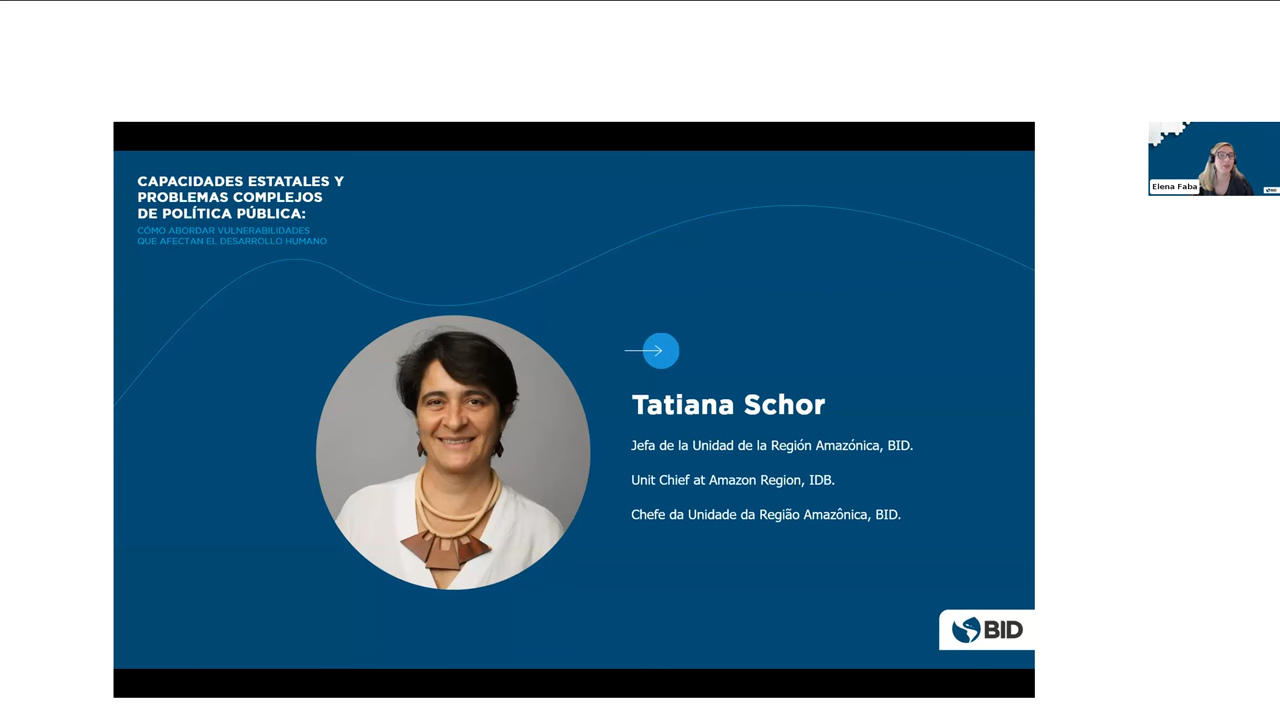 CAPACIDADES ESTATALES Y
PROBLEMAS COMPLEJOS
DE POLÍTICA PÚBLICA:
CÓMO ABORDAR VULNERABILIDADES
QUE AFECTAN EL DESARROLLO HUMANO
Tatiana Schor
Jefa de la Unidad de la Región Amazónica, BID.
Unit Chief at Amazon Region, IDB.
Chefe da Unidade da Região Amazônica, BID.
BID
Elena Faba
BID